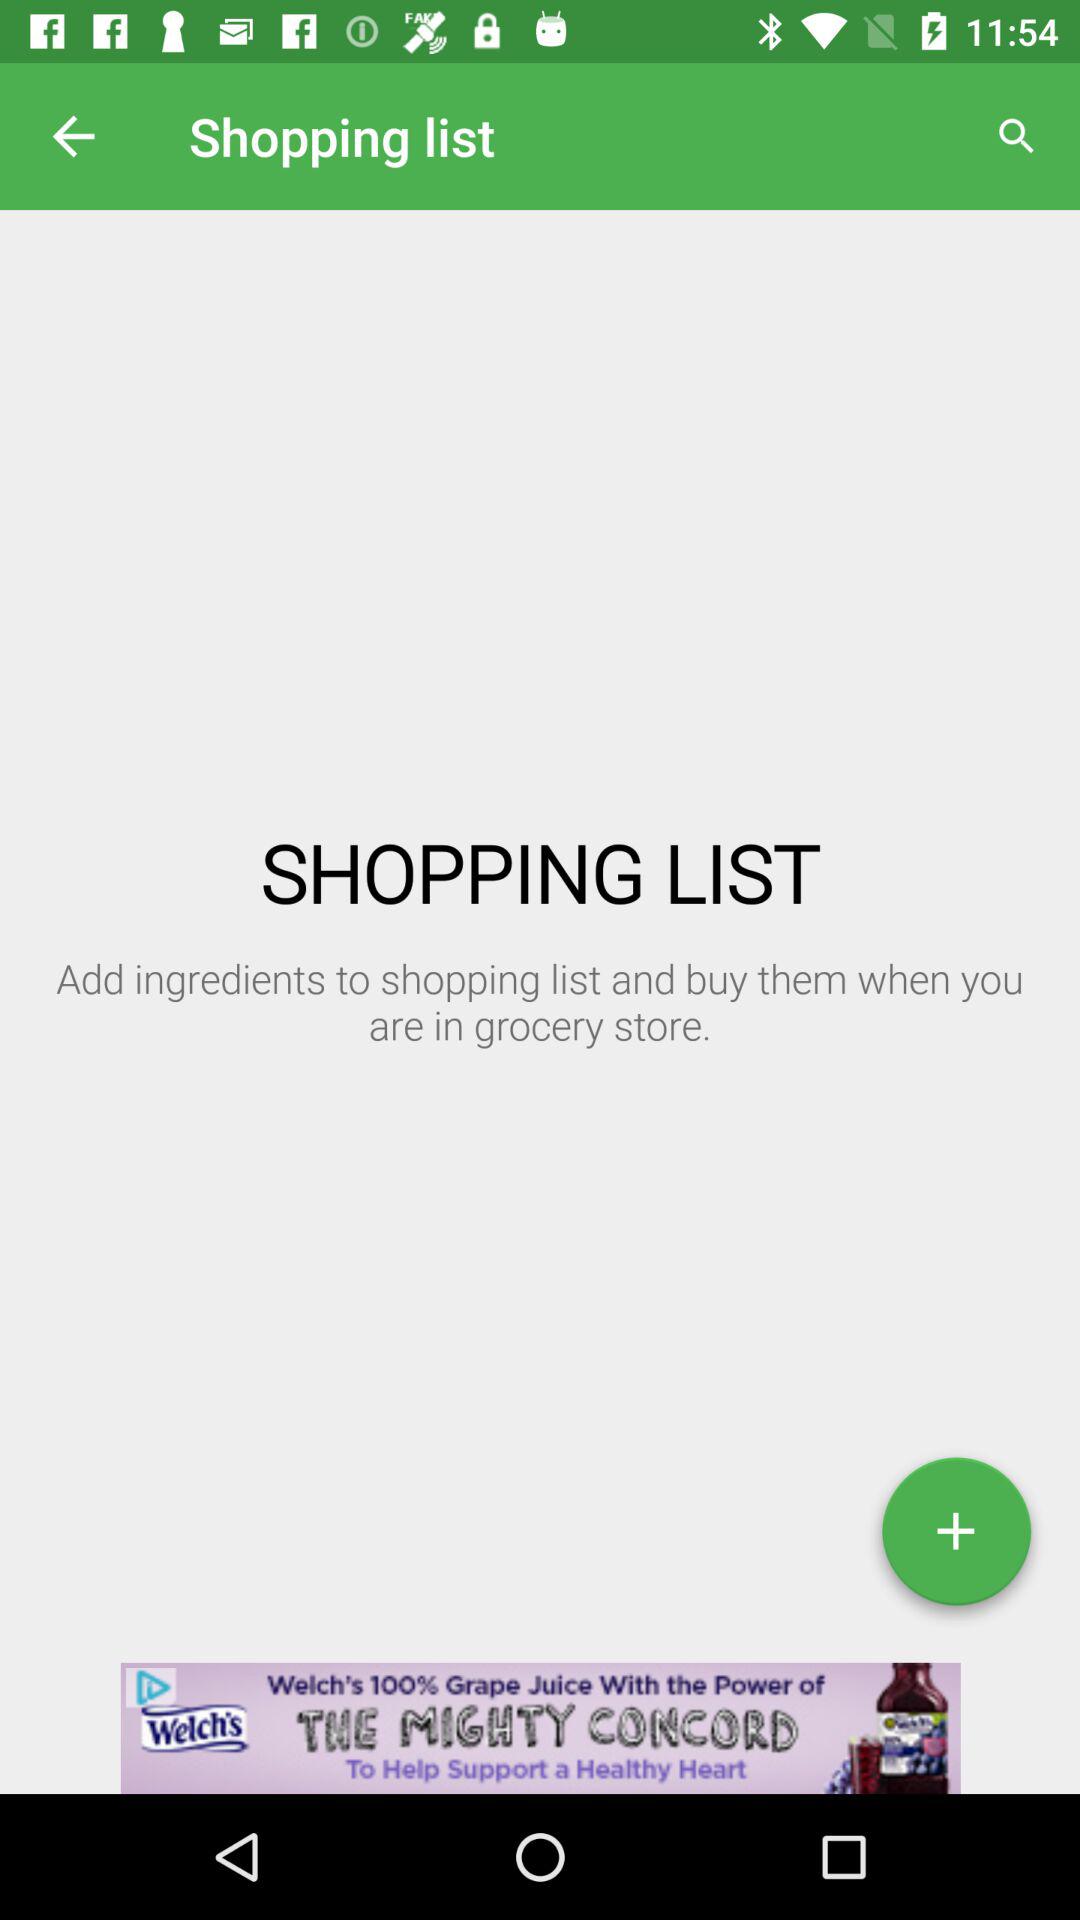 FAKE
11:54
Shopping list
SHOPPING LIST
Add ingredients to shopping list and buy them when you
are in grocery store.
Welch's 100% Grape Juice With the Power of
Welch's
THE MIGHTY CONCORD
To Help Support a Healthy Heart